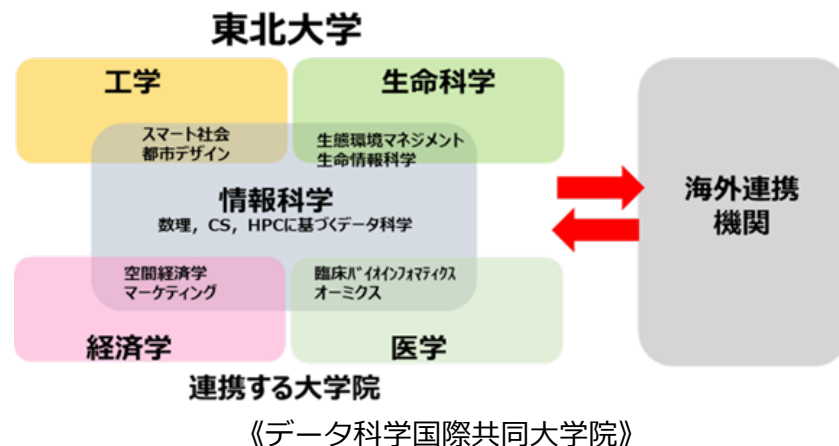 東北大学
工学
生命科学
スマート社会
都市デザイン
生態環境マネジメント
生命情報科学
情報科学
数理，CS，HPCに基づくデータ科学
海外連携
機関
空間経済学
マーケティング
臨床ﾊﾞｲｵｲﾝﾌｫﾏﾃｨｸｽ
オーミクス
経済学
医学
連携する大学院
《データ科学国際共同大学院》